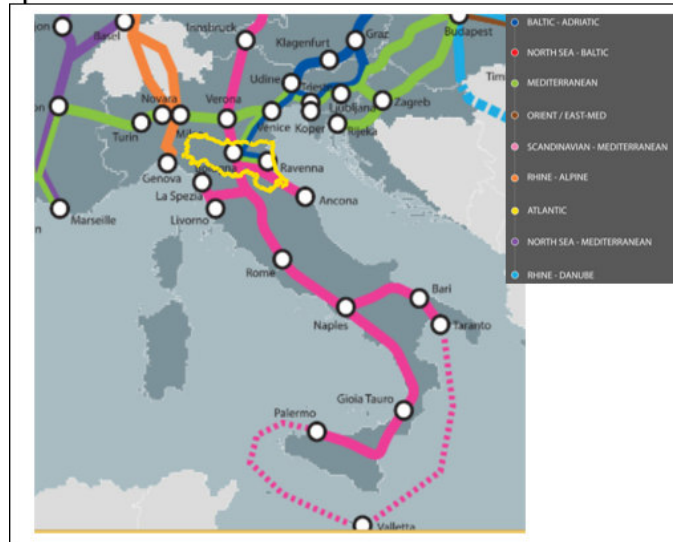 Basel
Innsbruck
Klagenfurt
Graz
Budapest
Udine
Trieste
Ljubljana
Zagreb
Novara
Verona
Venice
Koper
Rijeka
Turin
Genova
Ravenna
La Spezia
Livorno
Ancona
Marseille
Rome
Bari
Naples
Taranto
Gioia Tauro
Palermo
Valletta
BALTIC - ADRIATIC
NORTH SEA - BALTIC
MEDITERRANEAN
ORIENT / EAST-MED
SCANDINAVIAN - MEDITERRANEAN
RHINE - ALPINE
ATLANTIC
NORTH SEA - MEDITERRANEAN
RHINE - DANUBE